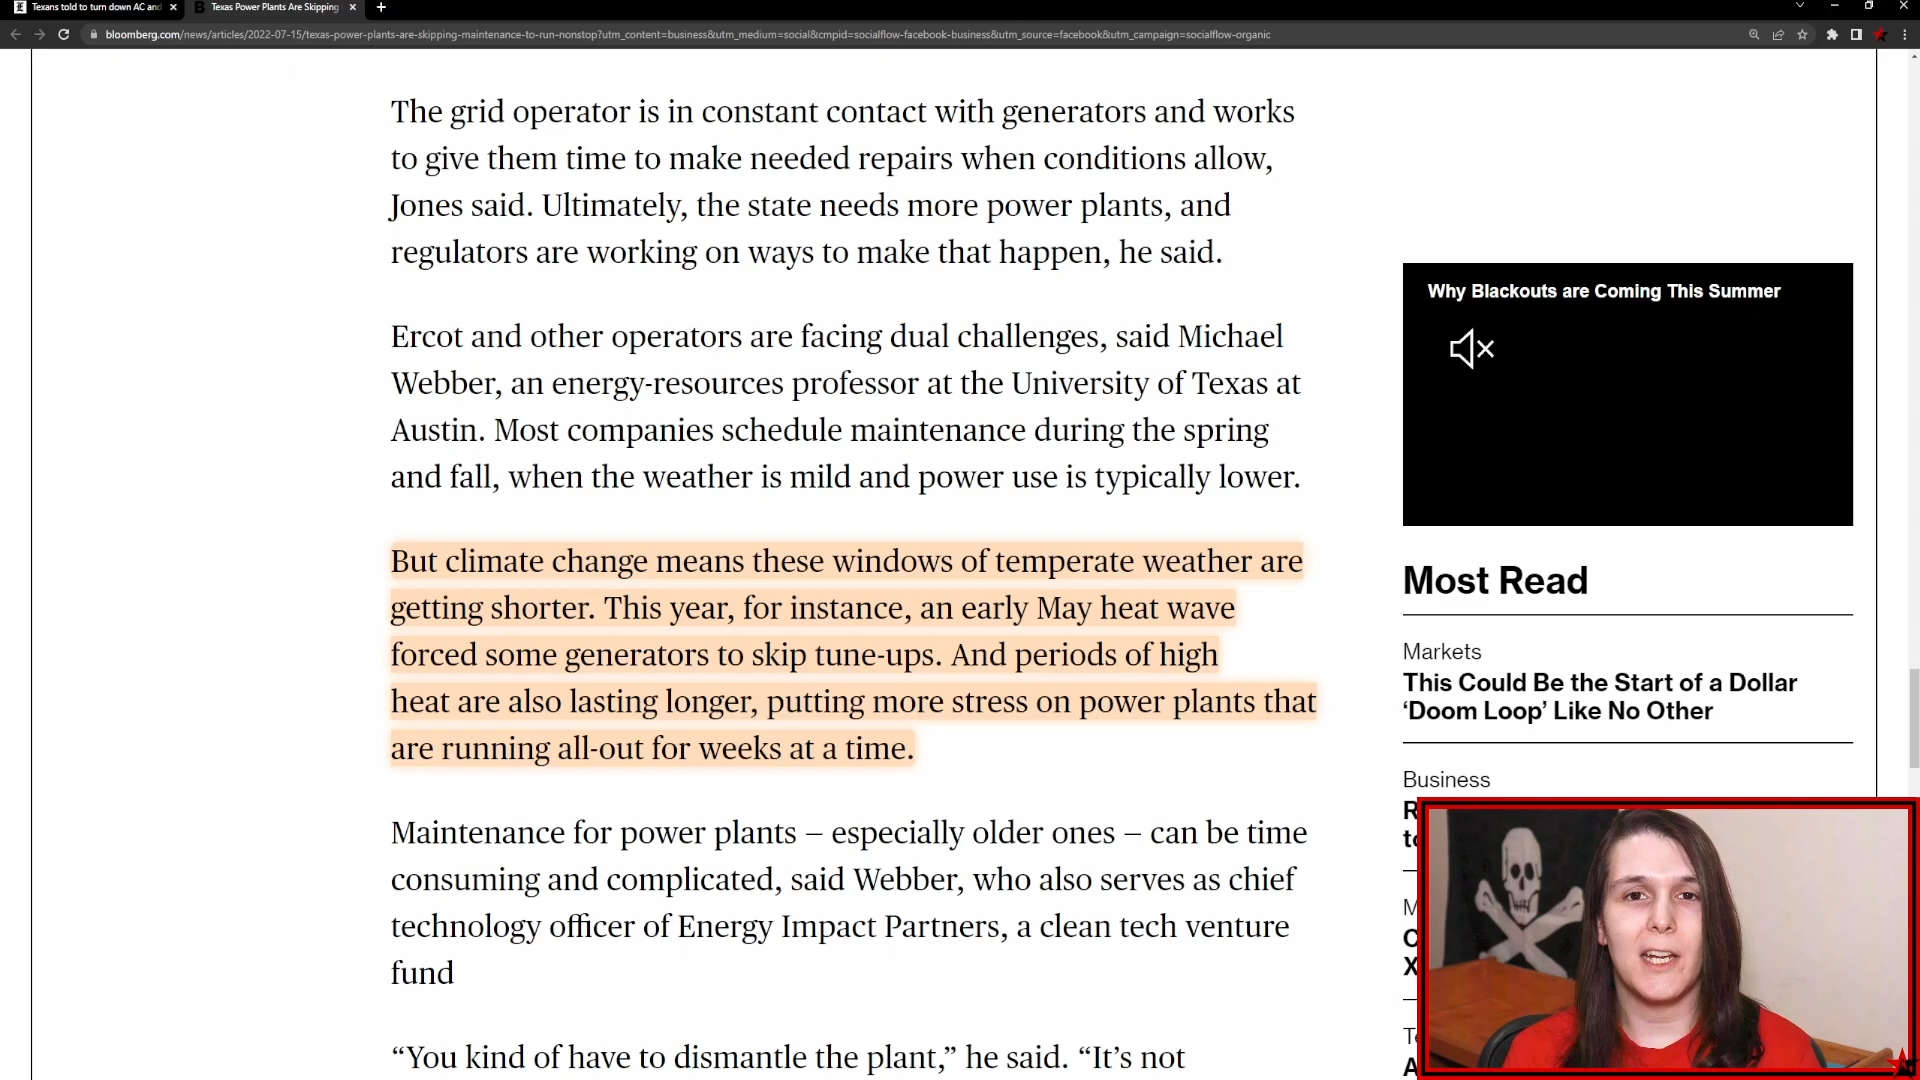 Texans told to turn down AC and
Texas Power Plants Are Skipping
bloomberg.com/news/articles/2022-07-15/texas-power-plants-are-skipping-maintenance-to-run-nonstop?utm_content=business&utm_medium=social&cmpid=socialflow-facebook-business&utm_source=facebook&utm_campaign=socialflow-organic
The grid operator is in constant contact with generators and works
to give them time to make needed repairs when conditions allow,
Jones said. Ultimately, the state needs more power plants, and
regulators are working on ways to make that happen, he said.
Ercot and other operators are facing dual challenges, said Michael
Webber, an energy-resources professor at the University of Texas at
Austin. Most companies schedule maintenance during the spring
and fall, when the weather is mild and power use is typically lower.
But climate change means these windows of temperate weather are
getting shorter. This year, for instance, an early May heat wave
forced some generators to skip tune-ups. And periods of high
heat are also lasting longer, putting more stress on power plants that
are running all-out for weeks at a time.
Maintenance for power plants – especially older ones – can be time
consuming and complicated, said Webber, who also serves as chief
technology officer of Energy Impact Partners, a clean tech venture
fund
“You kind of have to dismantle the plant,” he said. “It’s not
Why Blackouts are Coming This Summer
Most Read
Markets
This Could Be the Start of a Dollar
‘Doom Loop’ Like No Other
Business